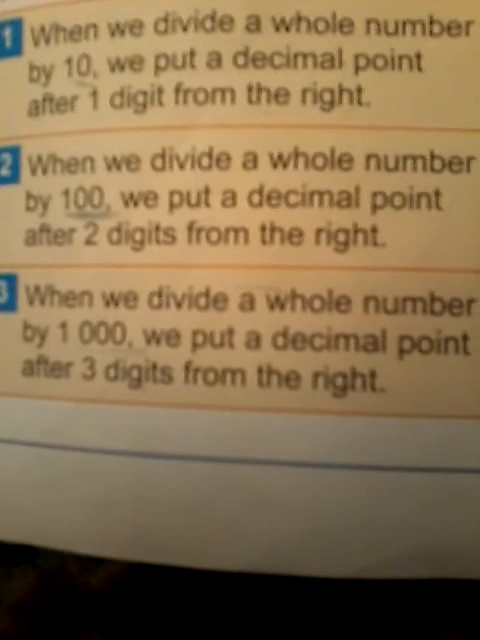 1 When we divide a whole number
by 10, we put a decimal point
after 1 digit from the right.
2 When we divide a whole number
by 100, we put a decimal point
after 2 digits from the right.
3 When we divide a whole number
by 1 000, we put a decimal point
after 3 digits from the right.